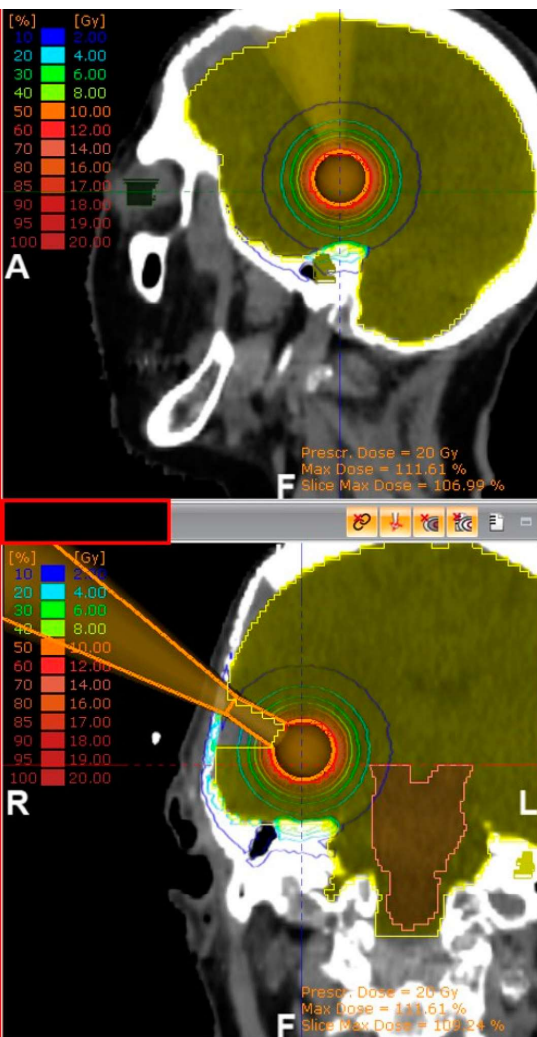 [%] [Gy]
10 2.00
20 4.00
30 6.00
40 8.00
50 10.00
60 12.00
70 14.00
80 16.00
85 17.00
90 18.00
95 19.00
100 20.00
A
Prescr. Dose = 20 Gy
Max Dose = 111.61 %
F
Slice Max Dose = 106.99 %
[%] [Gy]
10 2.00
20 4.00
30 6.00
40 8.00
50 10.00
60 12.00
70 14.00
80 16.00
85 17.00
90 18.00
95 19.00
100 20.00
R
L
Prescr. Dose = 20 Gy
Max Dose = 111.61 %
F
Slice Max Dose = 109.24 %